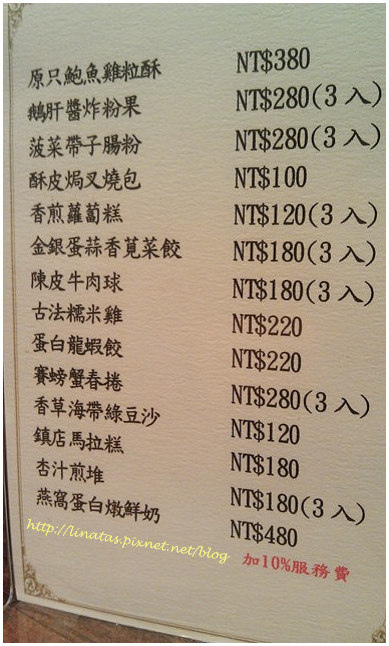 原只鮑魚雞粒酥 NT$380
鵝肝醬炸粉果 NT$280(3入)
菠菜帶子腸粉 NT$280(3入)
酥皮焗叉燒包 NT$100
香煎蘿蔔糕 NT$120(3入)
金銀蛋蒜香莧菜餃 NT$180(3入)
陳皮牛肉球 NT$180(3入)
古法糯米雞 NT$220
蛋白龍蝦餃 NT$220
賽螃蟹春捲 NT$280(3入)
香草海帶綠豆沙 NT$120
鎮店馬拉糕 NT$180
杏汁煎堆 NT$180(3入)
燕窩蛋白燉鮮奶 NT$480
http://linatas.pixnet.net/blog
加10%服務費